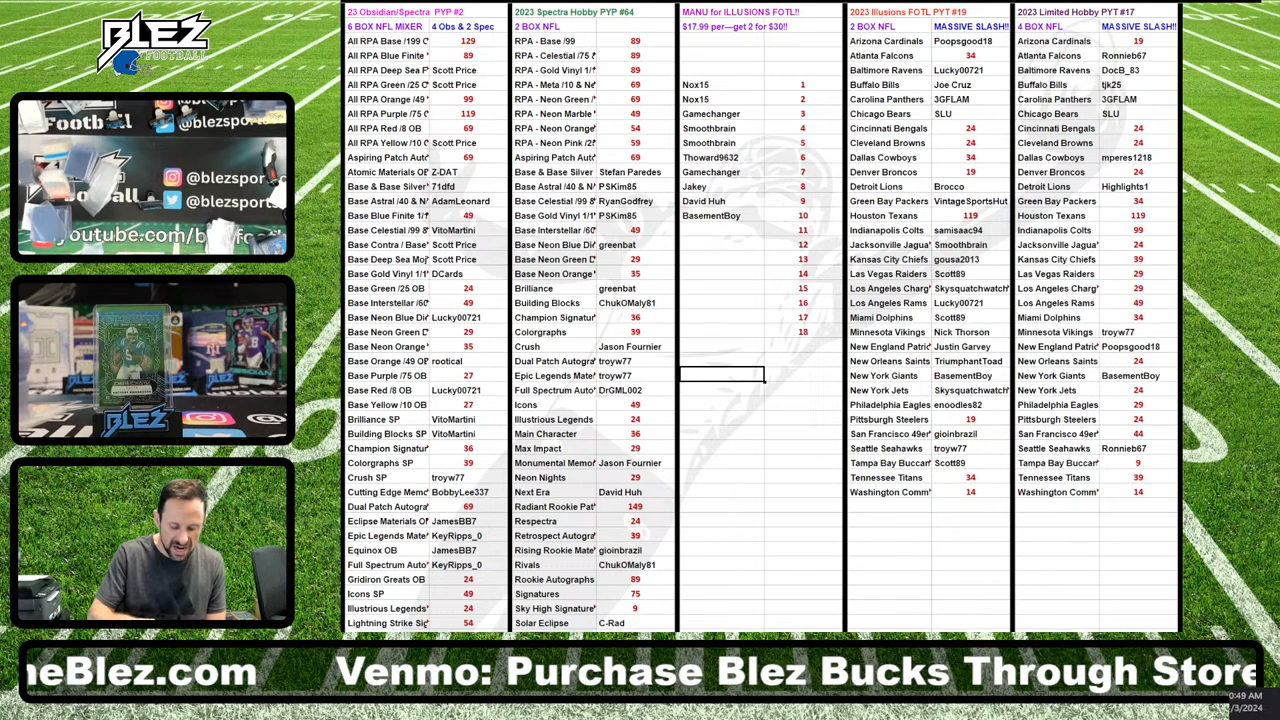 BLEZ
FOOTBALL
Football
@blezsports
@blezspor
youtube.com/blezfoot
BLEZ
23 Obsidian/Spectra PYP #2
6 BOX NFL MIXER 4 Obs & 2 Spec
All RPA Base /199 129
All RPA Blue Finite 89
All RPA Deep Sea Scott Price
All RPA Green /25 Scott Price
All RPA Orange /49 99
All RPA Purple /75 119
All RPA Red /8 OB 69
All RPA Yellow /10 Scott Price
Aspiring Patch Aut 69
Atomic Materials O Z-DAT
Base & Base Silver 71dfd
Base Astral /40 & N AdamLeonard
Base Blue Finite 1/ 49
Base Celestial /99 & VitoMartini
Base Contra / Base Scott Price
Base Deep Sea Moj Scott Price
Base Gold Vinyl 1/1 DCards
Base Green /25 OB 24
Base Interstellar /60 49
Base Neon Blue Di Lucky00721
Base Neon Green D 29
Base Neon Orange 35
Base Orange /49 OB rootical
Base Purple /75 OB 27
Base Red /8 OB Lucky00721
Base Yellow /10 OB 27
Brilliance SP VitoMartini
Building Blocks SP VitoMartini
Champion Signatur 36
Colorgraphs SP 39
Crush SP troyw77
Cutting Edge Memo BobbyLee337
Dual Patch Autogra 69
Eclipse Materials O JamesBB7
Epic Legends Mate KeyRipps_0
Equinox OB JamesBB7
Full Spectrum Auto KeyRipps_0
Gridiron Greats OB 24
Icons SP 49
Illustrious Legends 24
Lightning Strike Sig 54
2023 Spectra Hobby PYP #64
2 BOX NFL
RPA - Base /99 89
RPA - Celestial /75 89
RPA - Gold Vinyl 1/ 89
RPA - Meta /10 & Ne 69
RPA - Neon Green / 69
RPA - Neon Marble 49
RPA - Neon Orange 54
RPA - Neon Pink /2 59
Aspiring Patch Aut 69
Base & Base Silver Stefan Paredes
Base Astral /40 & N PSKim85
Base Celestial /99 & RyanGodfrey
Base Gold Vinyl 1/1 PSKim85
Base Interstellar /60 49
Base Neon Blue Di greenbat
Base Neon Green D 29
Base Neon Orange 35
Brilliance greenbat
Building Blocks ChukOMaly81
Champion Signatur 36
Colorgraphs 39
Crush Jason Fournier
Dual Patch Autogra troyw77
Epic Legends Mate troyw77
Full Spectrum Auto DrGML002
Icons 49
Illustrious Legends 24
Main Character 36
Max Impact 29
Monumental Memo Jason Fournier
Neon Nights 29
Next Era David Huh
Radiant Rookie Pat 149
Respectra 24
Retrospect Autogra 39
Rising Rookie Mate gioinbrazil
Rivals ChukOMaly81
Rookie Autographs 89
Signatures 75
Sky High Signature 9
Solar Eclipse C-Rad
MANU for ILLUSIONS FOTL!!
$17.99 per---get 2 for $30!!
Nox15 1
Nox15 2
Gamechanger 3
Smoothbrain 4
Smoothbrain 5
Thoward9632 6
Gamechanger 7
Jakey 8
David Huh 9
BasementBoy 10
11
12
13
14
15
16
17
18
2023 Illusions FOTL PYT #19
2 BOX NFL MASSIVE SLASH!!
Arizona Cardinals Poopsgood18
Atlanta Falcons 34
Baltimore Ravens Lucky00721
Buffalo Bills Joe Cruz
Carolina Panthers 3GFLAM
Chicago Bears SLU
Cincinnati Bengals 24
Cleveland Browns 24
Dallas Cowboys 34
Denver Broncos 19
Detroit Lions Brocco
Green Bay Packers VintageSportsHut
Houston Texans 119
Indianapolis Colts samisaac94
Jacksonville Jagua Smoothbrain
Kansas City Chiefs gousa2013
Las Vegas Raiders Scott89
Los Angeles Charg Skysquatchwatch
Los Angeles Rams Lucky00721
Miami Dolphins Scott89
Minnesota Vikings Nick Thorson
New England Patric Justin Garvey
New Orleans Saints TriumphantToad
New York Giants BasementBoy
New York Jets Skysquatchwatch
Philadelphia Eagles enoodles82
Pittsburgh Steelers 19
San Francisco 49er gioinbrazil
Seattle Seahawks troyw77
Tampa Bay Buccan Scott89
Tennessee Titans 34
Washington Comm 14
2023 Limited Hobby PYT #17
4 BOX NFL MASSIVE SLASH!!
Arizona Cardinals 19
Atlanta Falcons Ronnieb67
Baltimore Ravens DocB_83
Buffalo Bills tjk25
Carolina Panthers 3GFLAM
Chicago Bears SLU
Cincinnati Bengals 24
Cleveland Browns 24
Dallas Cowboys mperes1218
Denver Broncos 24
Detroit Lions Highlights1
Green Bay Packers 34
Houston Texans 119
Indianapolis Colts 99
Jacksonville Jagua 24
Kansas City Chiefs 39
Las Vegas Raiders 29
Los Angeles Charg 29
Los Angeles Rams 49
Miami Dolphins 34
Minnesota Vikings troyw77
New England Patric Poopsgood18
New Orleans Saints 24
New York Giants BasementBoy
New York Jets 24
Philadelphia Eagles 29
Pittsburgh Steelers 24
San Francisco 49er 44
Seattle Seahawks Ronnieb67
Tampa Bay Buccan 9
Tennessee Titans 39
Washington Comm 14
neBlez.com Venmo: Purchase Blez Bucks Through Store
0:49 AM
/3/2024